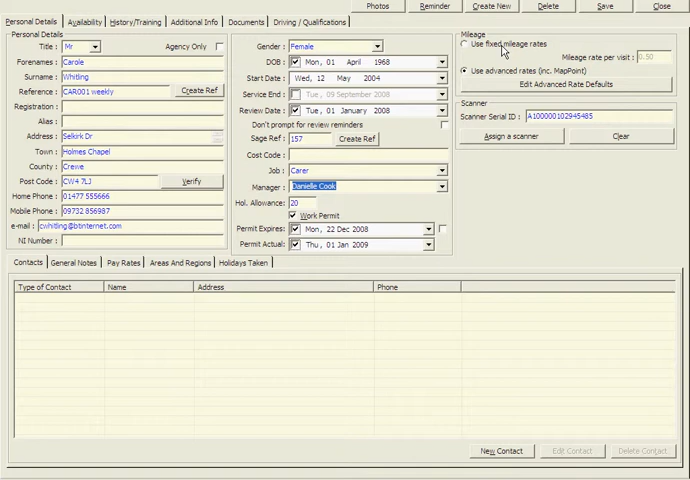 Photos Reminder Create New Delete Save Close
Personal Details Availability History/Training Additional Info Documents Driving / Qualifications
Personal Details
Title : Mr Agency Only
Forenames : Carole
Surname : Whitling
Reference : CAR001 weekly Create Ref
Registration :
Alias :
Address : Selkirk Dr
Town : Holmes Chapel
County : Crewe
Post Code : CW4 7LJ Verify
Home Phone : 01477 555666
Mobile Phone : 09732 856987
e-mail : cwhitling@btinternet.com
NI Number :
Gender : Female
DOB : Mon, 01 April 1968
Start Date : Wed, 12 May 2004
Service End : Tue, 09 September 2008
Review Date : Tue, 01 January 2008
Don't prompt for review reminders
Sage Ref : 157 Create Ref
Cost Code :
Job : Carer
Manager : Danielle Cook
Hol. Allowance: 20
Work Permit
Permit Expires: Mon, 22 Dec 2008
Permit Actual: Thu, 01 Jan 2009
Mileage
Use fixed mileage rates
Mileage rate per visit : 0.50
Use advanced rates (inc. MapPoint)
Edit Advanced Rate Defaults
Scanner
Scanner Serial ID : A100000102945485
Assign a scanner Clear
Contacts General Notes Pay Rates Areas And Regions Holidays Taken
Type of Contact Name Address Phone
New Contact Edit Contact Delete Contact